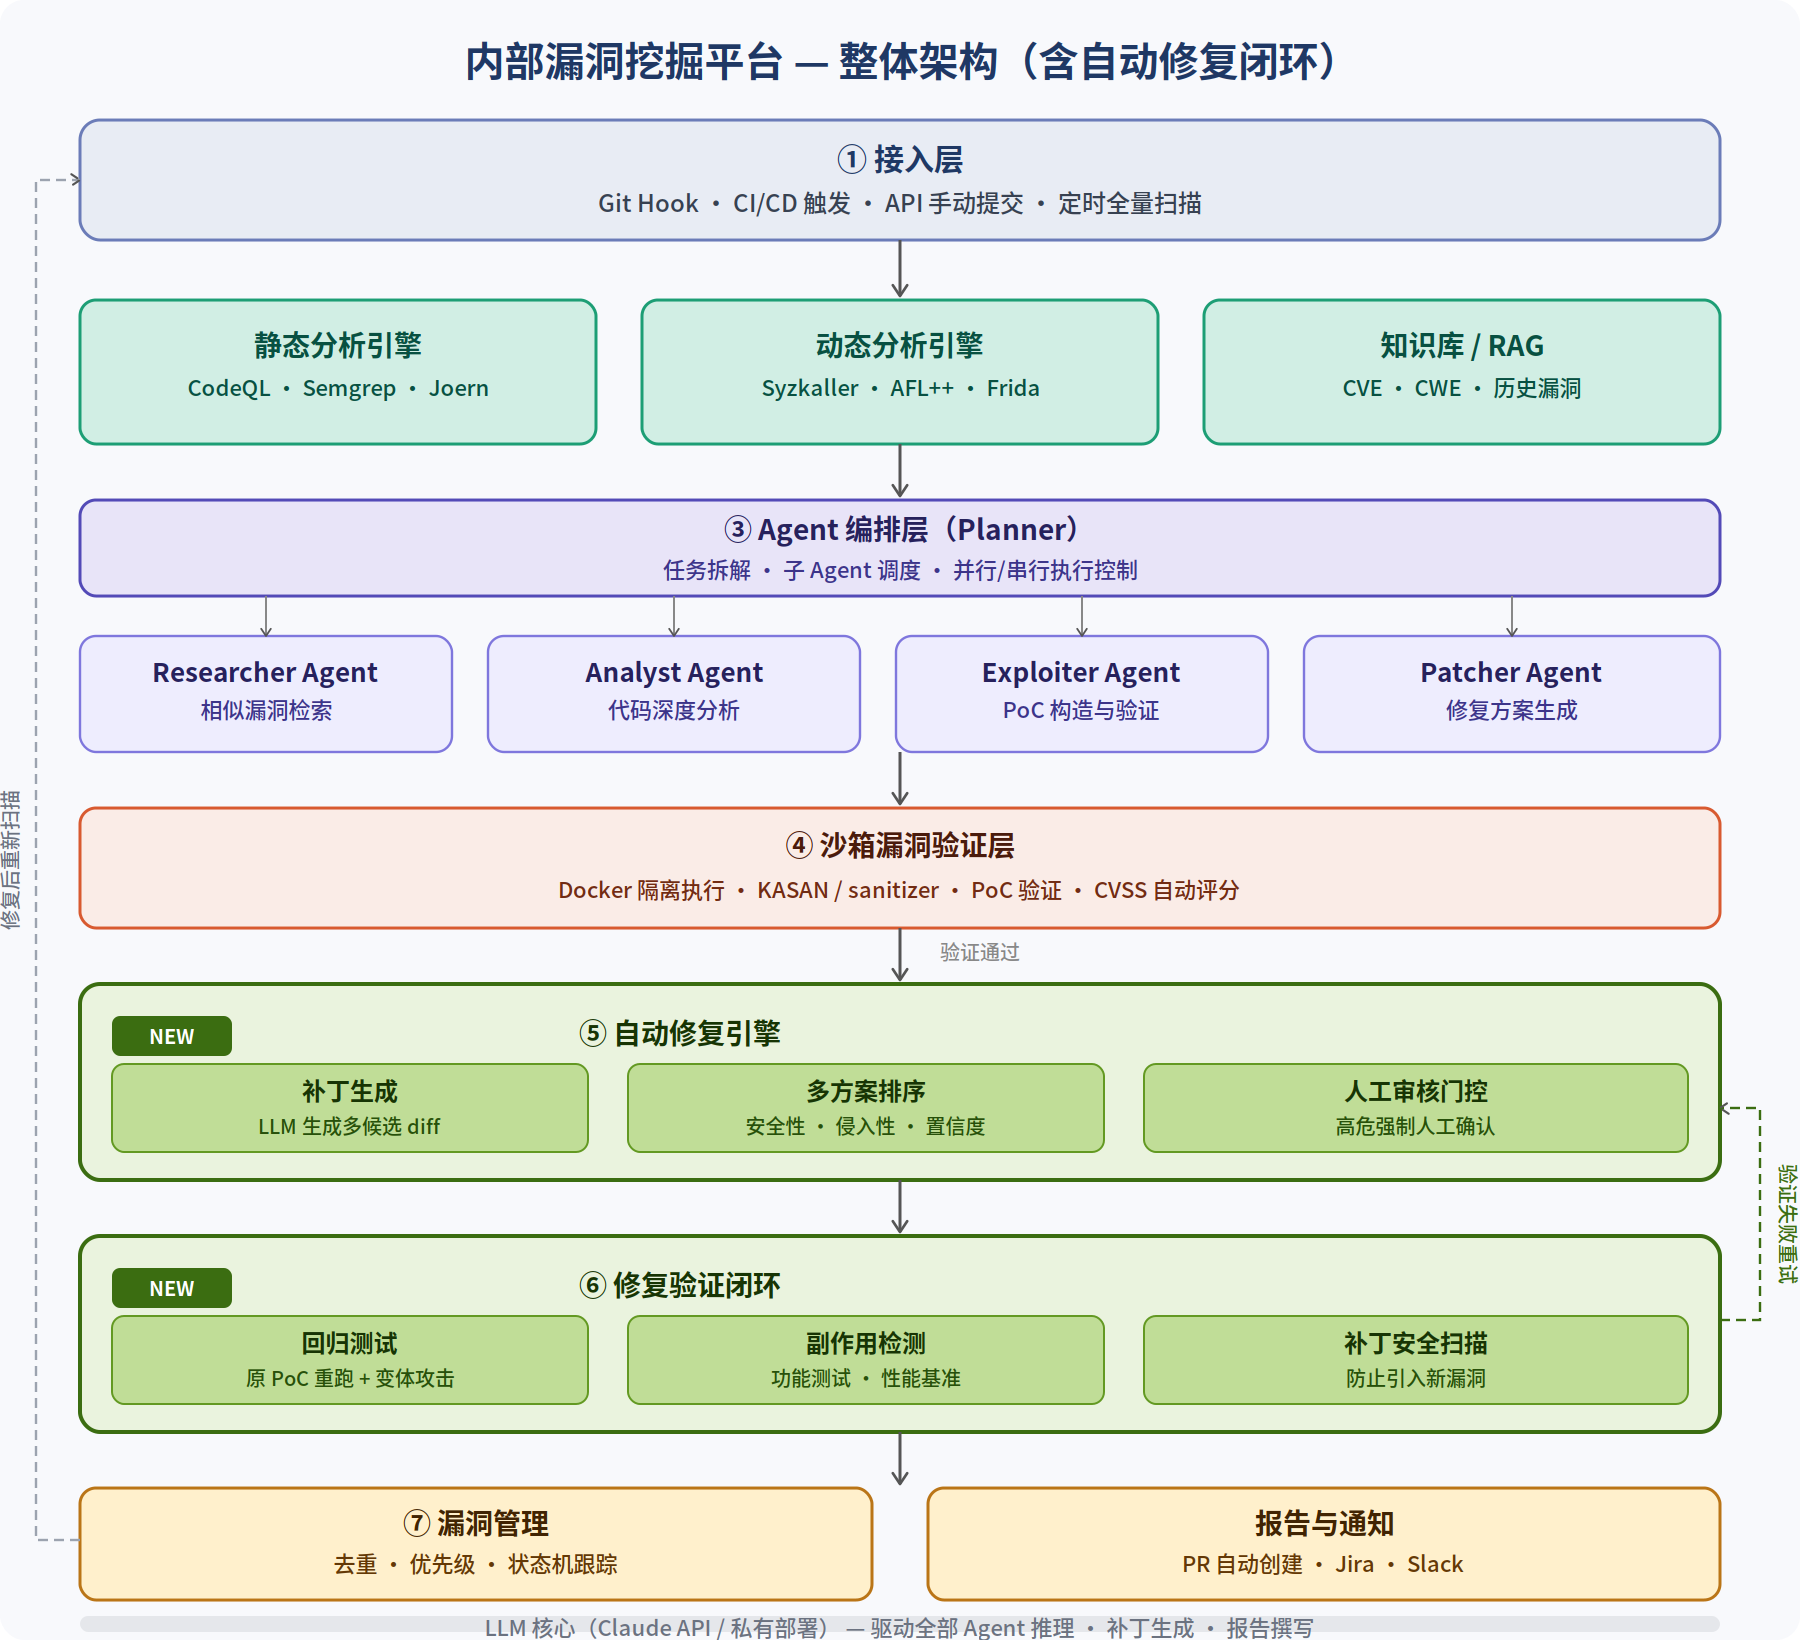 内部漏洞挖掘平台 — 整体架构（含自动修复闭环）
① 接入层
Git Hook • CI/CD 触发 • API 手动提交 • 定时全量扫描
静态分析引擎
CodeQL • Semgrep • Joern
动态分析引擎
Syzkaller • AFL++ • Frida
知识库 / RAG
CVE • CWE • 历史漏洞
③ Agent 编排层（Planner）
任务拆解 • 子 Agent 调度 • 并行/串行执行控制
Researcher Agent
相似漏洞检索
Analyst Agent
代码深度分析
Exploiter Agent
PoC 构造与验证
Patcher Agent
修复方案生成
④ 沙箱漏洞验证层
Docker 隔离执行 • KASAN / sanitizer • PoC 验证 • CVSS 自动评分
修复后重新扫描
验证通过
NEW
⑤ 自动修复引擎
补丁生成
LLM 生成多候选 diff
多方案排序
安全性 • 侵入性 • 置信度
人工审核门控
高危强制人工确认
验证失败重试
NEW
⑥ 修复验证闭环
回归测试
原 PoC 重跑 + 变体攻击
副作用检测
功能测试 • 性能基准
补丁安全扫描
防止引入新漏洞
⑦ 漏洞管理
去重 • 优先级 • 状态机跟踪
报告与通知
PR 自动创建 • Jira • Slack
LLM 核心（Claude API / 私有部署） — 驱动全部 Agent 推理 • 补丁生成 • 报告撰写